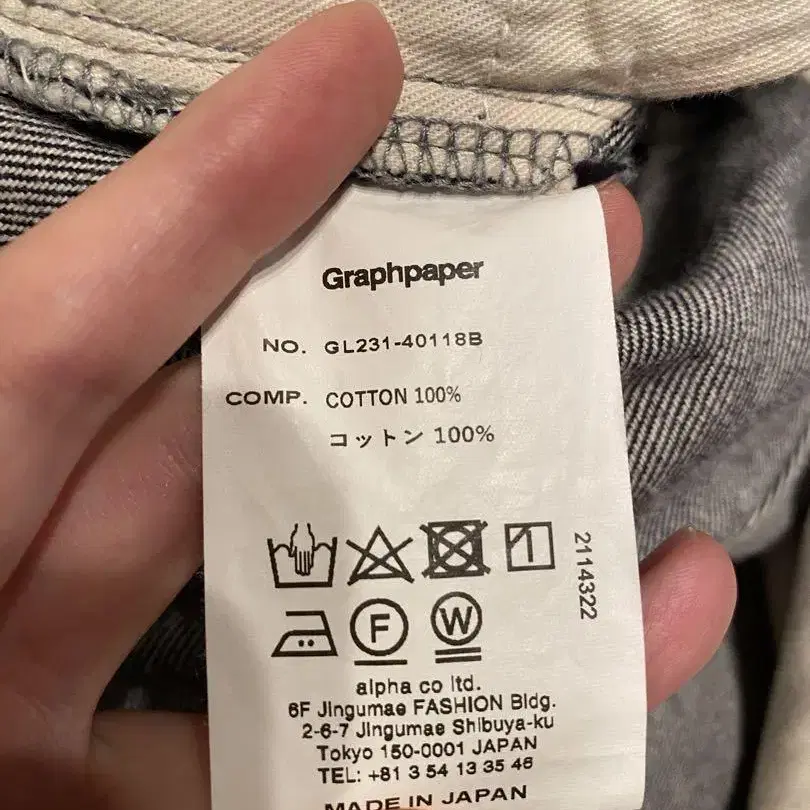 Graphpaper
NO. GL231-40118B
COMP. COTTON 100%
コットン 100%
2114322
F W
alpha co ltd.
6F Jingumae FASHION Bldg.
2-6-7 Jingumae Shibuya-ku
Tokyo 150-0001 JAPAN
TEL: +81 3 54 13 35 46
MADE IN JAPAN